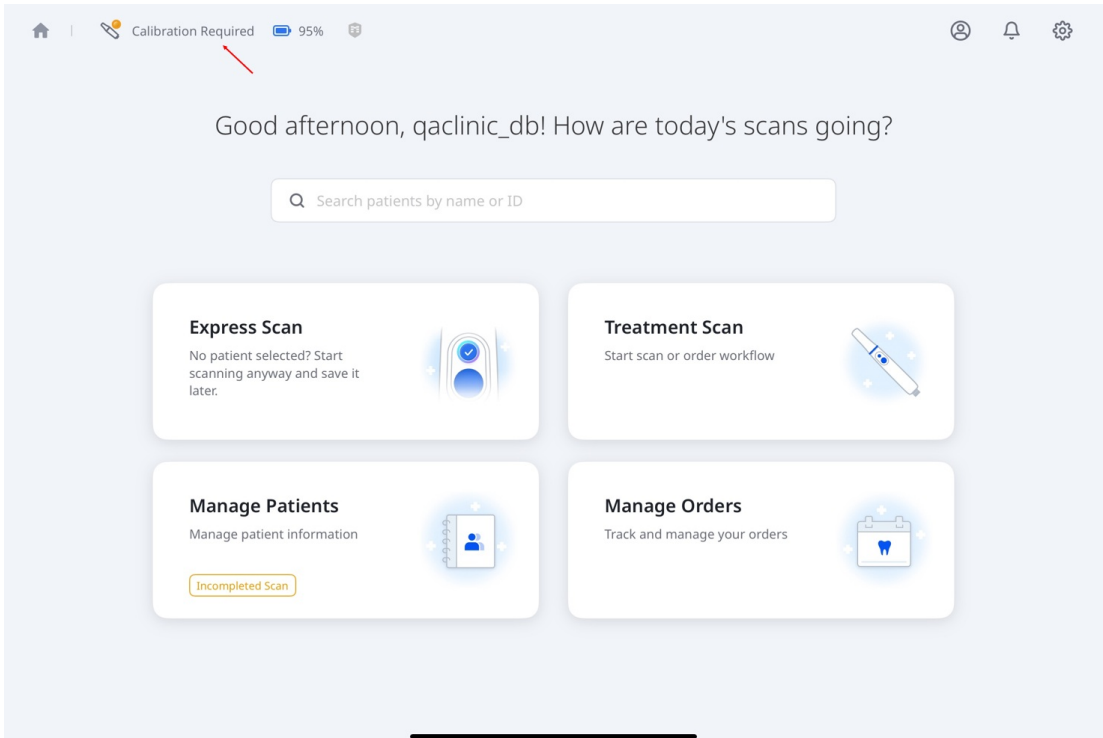 Calibration Required
95%
Good afternoon, qaclinic_db! How are today's scans going?
Search patients by name or ID
Express Scan
No patient selected? Start
scanning anyway and save it
later.
Treatment Scan
Start scan or order workflow
Manage Patients
Manage patient information
Incompleted Scan
Manage Orders
Track and manage your orders